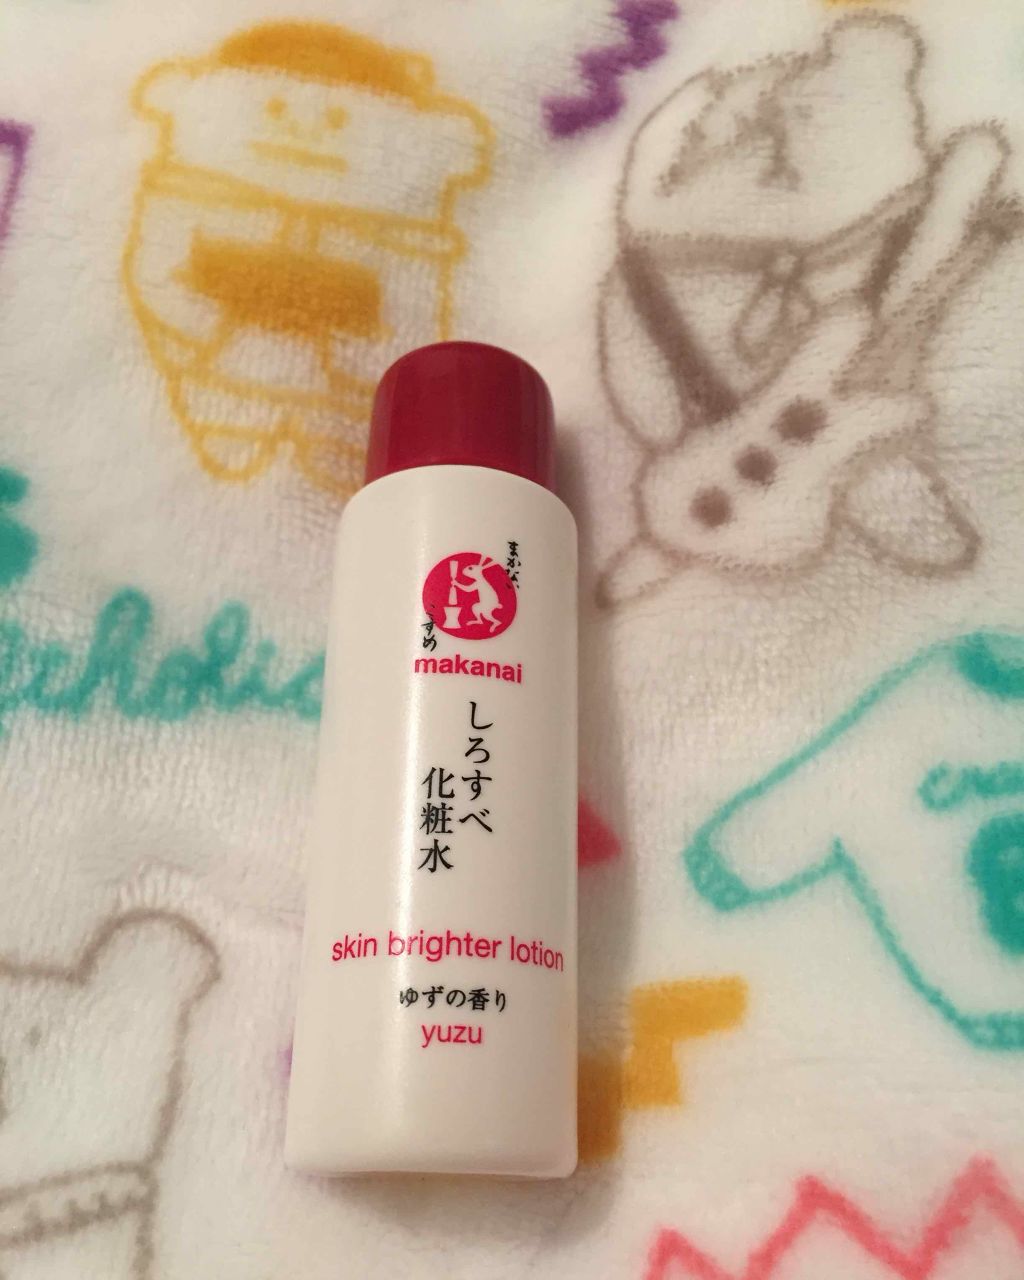 まかない
こすめ
makanai
しろすべ
化粧水
skin brighter lotion
ゆずの香り
yuzu